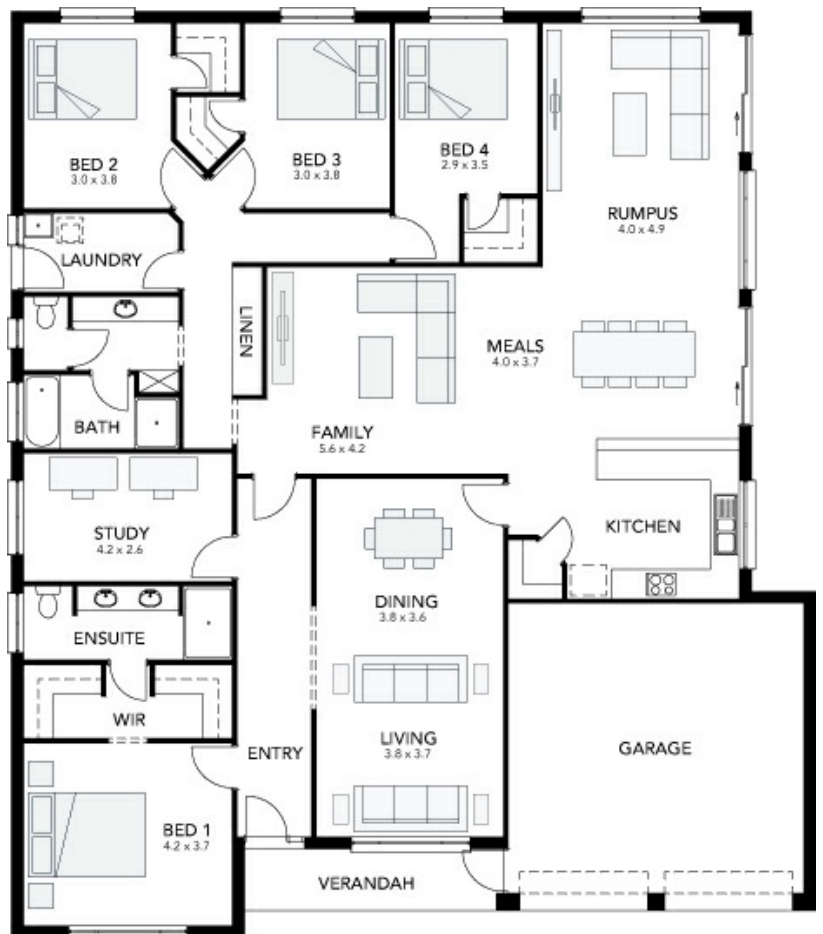 BED 2
3.0 x 3.8
BED 3
3.0 x 3.8
BED 4
2.9 x 3.5
RUMPUS
4.0 x 4.9
LAUNDRY
LINEN
MEALS
4.0 x 3.7
BATH
FAMILY
5.6 x 4.2
STUDY
4.2 x 2.6
KITCHEN
DINING
3.8 x 3.6
ENSUITE
WIR
LIVING
3.8 x 3.7
ENTRY
GARAGE
BED 1
4.2 x 3.7
VERANDAH